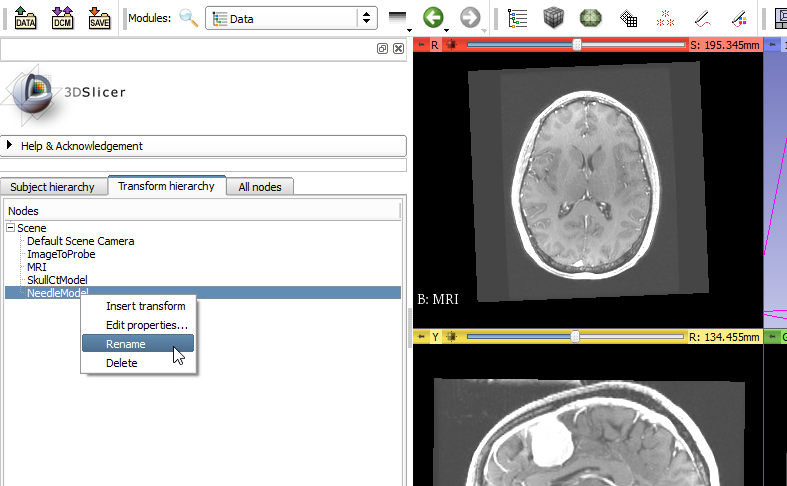 DATA DCM SAVE Modules: Data
R S: 195.345mm
3DSlicer
Help & Acknowledgement
Subject hierarchy Transform hierarchy All nodes
Nodes
Scene
Default Scene Camera
ImageToProbe
MRI
SkullCtModel
NeedleModel
Insert transform
Edit properties...
Rename
Delete
B: MRI
Y R: 134.455mm